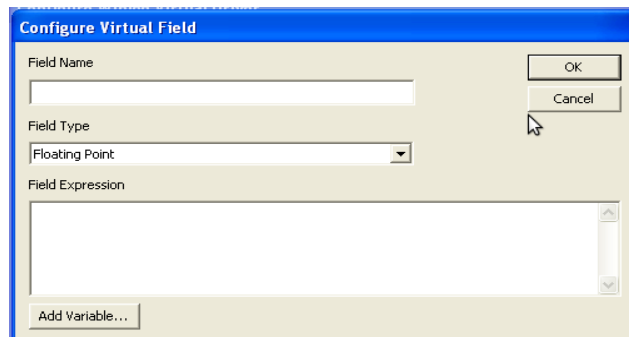 Configure Virtual Field
Field Name
OK
Cancel
Field Type
Floating Point
Field Expression
Add Variable...